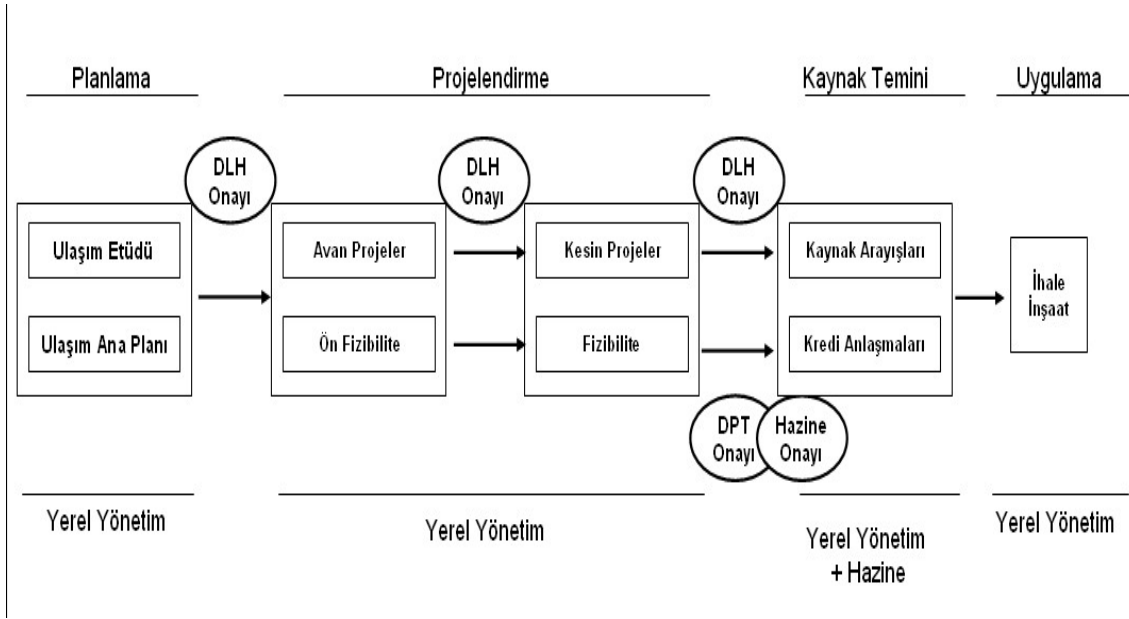 Planlama
Projelendirme
Kaynak Temini
Uygulama
DLH
Onayı
DLH
Onayı
DLH
Onayı
Ulaşım Etüdü
Ulaşım Ana Planı
Avan Projeler
Ön Fizibilite
Kesin Projeler
Fizibilite
Kaynak Arayışları
Kredi Anlaşmaları
İhale
İnşaat
DPT
Onayı
Hazine
Onayı
Yerel Yönetim
Yerel Yönetim
Yerel Yönetim
+ Hazine
Yerel Yönetim